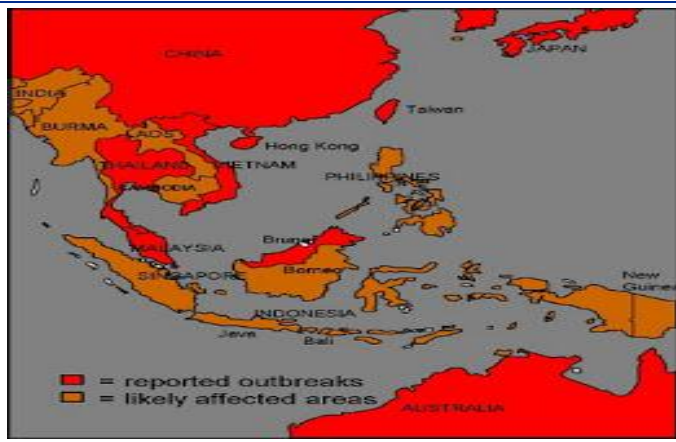 CHINA
JAPAN
INDIA
Taiwan
BURMA
LAOS
Hong Kong
THAILAND
VIETNAM
PHILIPPINES
CAMBODIA
MALAYSIA
Brunei
SINGAPORE
Borneo
New
Guinea
INDONESIA
Java
Bali
= reported outbreaks
= likely affected areas
AUSTRALIA